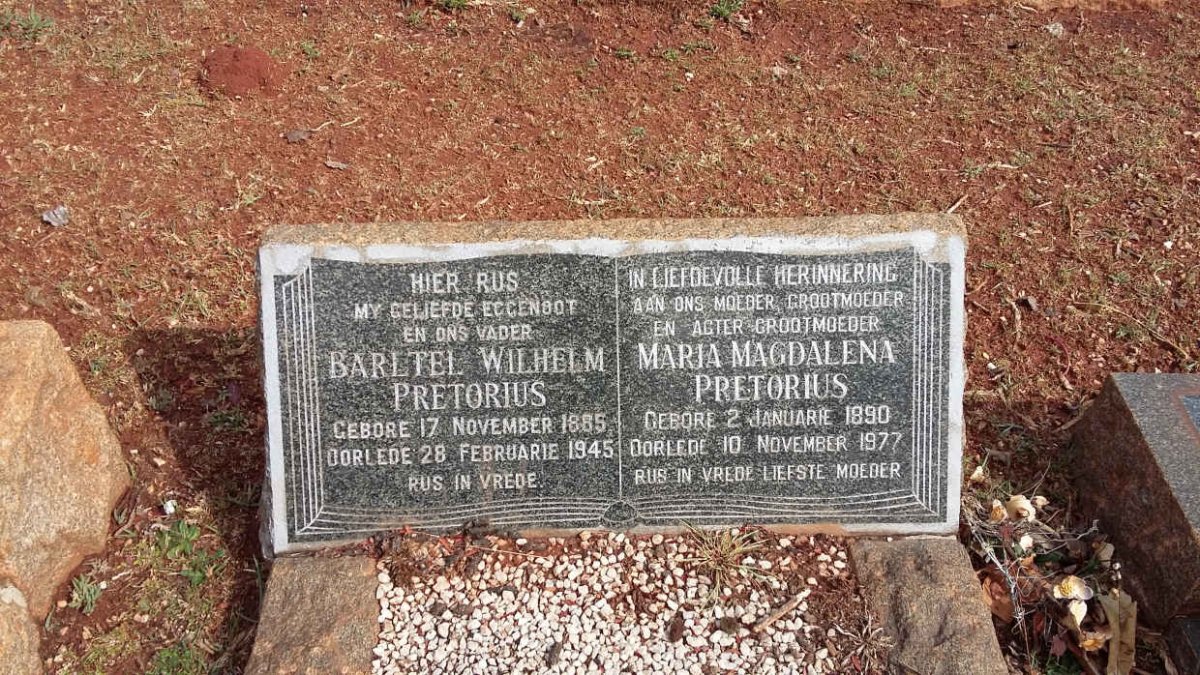 HIER RUS
MY GELIEFDE EGGENOOT
EN ONS VADER
BARLTEL WILHELM
PRETORIUS
GEBORE 17 NOVEMBER 1885
OORLEDE 28 FEBRUARIE 1945
RUS IN VREDE.
IN LIEFDEVOLLE HERINNERING
AAN ONS MOEDER, GROOTMOEDER
EN AGTER-GROOTMOEDER
MARIA MAGDALENA
PRETORIUS
GEBORE 2 JANUARIE 1890
OORLEDE 10 NOVEMBER 1977
RUS IN VREDE LIEFSTE MOEDER